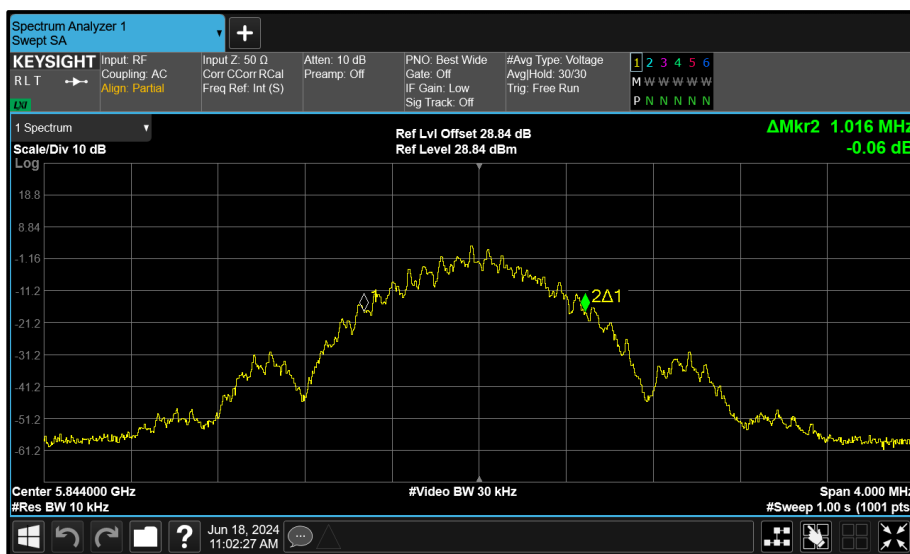 Spectrum Analyzer 1
Swept SA
+
KEYSIGHT
RLT
LXI
Input: RF
Coupling: AC
Align: Partial
Input Z: 50 Ω
Corr CCorr RCal
Freq Ref: Int (S)
Atten: 10 dB
Preamp: Off
PNO: Best Wide
Gate: Off
IF Gain: Low
Sig Track: Off
#Avg Type: Voltage
Avg|Hold: 30/30
Trig: Free Run
1 2 3 4 5 6
M W W W W W
P N N N N N
1 Spectrum
Scale/Div 10 dB
Ref Lvl Offset 28.84 dB
Ref Level 28.84 dBm
ΔMkr2 1.016 MHz
-0.06 dB
Log
18.8
8.84
-1.16
-11.2
-21.2
-31.2
-41.2
-51.2
-61.2
1
2Δ1
Center 5.844000 GHz
#Video BW 30 kHz
Span 4.000 MHz
#Res BW 10 kHz
#Sweep 1.00 s (1001 pts
?
Jun 18, 2024
11:02:27 AM